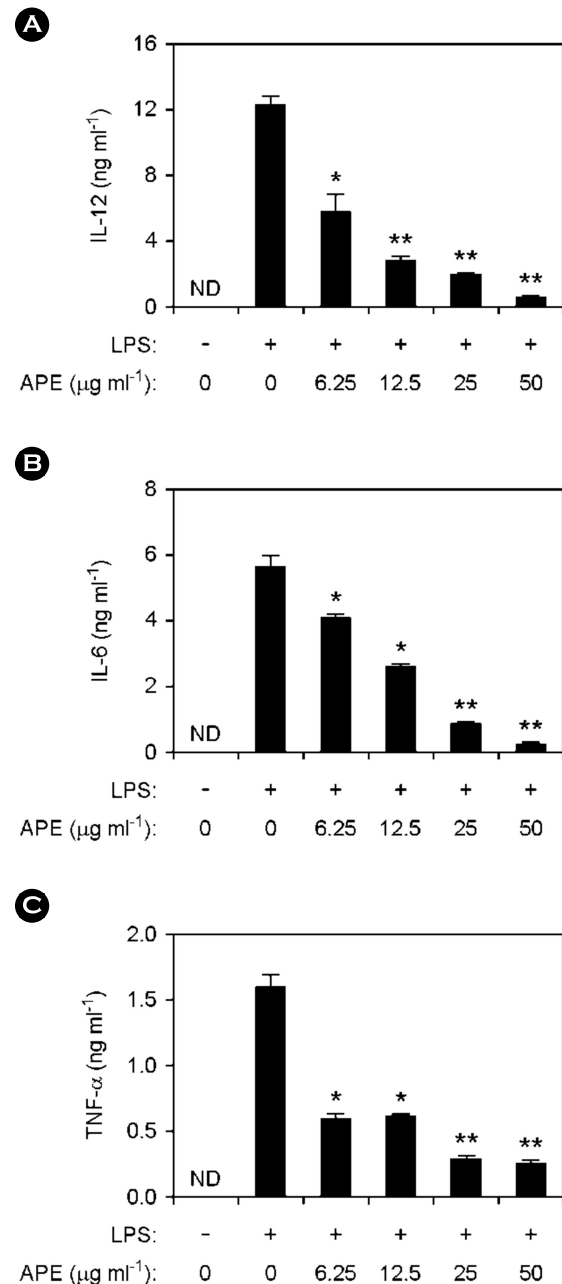 A
16
12
8
4
0
IL-12 (ng ml⁻¹)
ND
*
**
**
**
LPS: - + + + + +
APE (μg ml⁻¹): 0 0 6.25 12.5 25 50
B
8
6
4
2
0
IL-6 (ng ml⁻¹)
ND
*
*
**
**
LPS: - + + + + +
APE (μg ml⁻¹): 0 0 6.25 12.5 25 50
C
2.0
1.5
1.0
0.5
0.0
TNF-α (ng ml⁻¹)
ND
*
*
**
**
LPS: - + + + + +
APE (μg ml⁻¹): 0 0 6.25 12.5 25 50